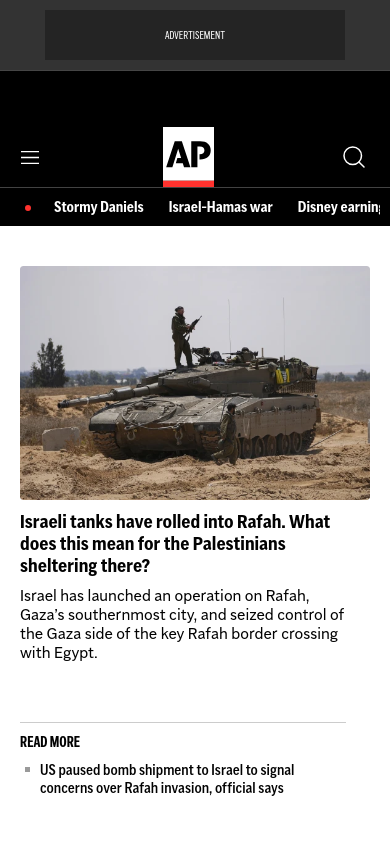 ADVERTISEMENT
AP
Stormy Daniels Israel-Hamas war Disney earning
Israeli tanks have rolled into Rafah. What
does this mean for the Palestinians
sheltering there?
Israel has launched an operation on Rafah,
Gaza’s southernmost city, and seized control of
the Gaza side of the key Rafah border crossing
with Egypt.
READ MORE
US paused bomb shipment to Israel to signal
concerns over Rafah invasion, official says